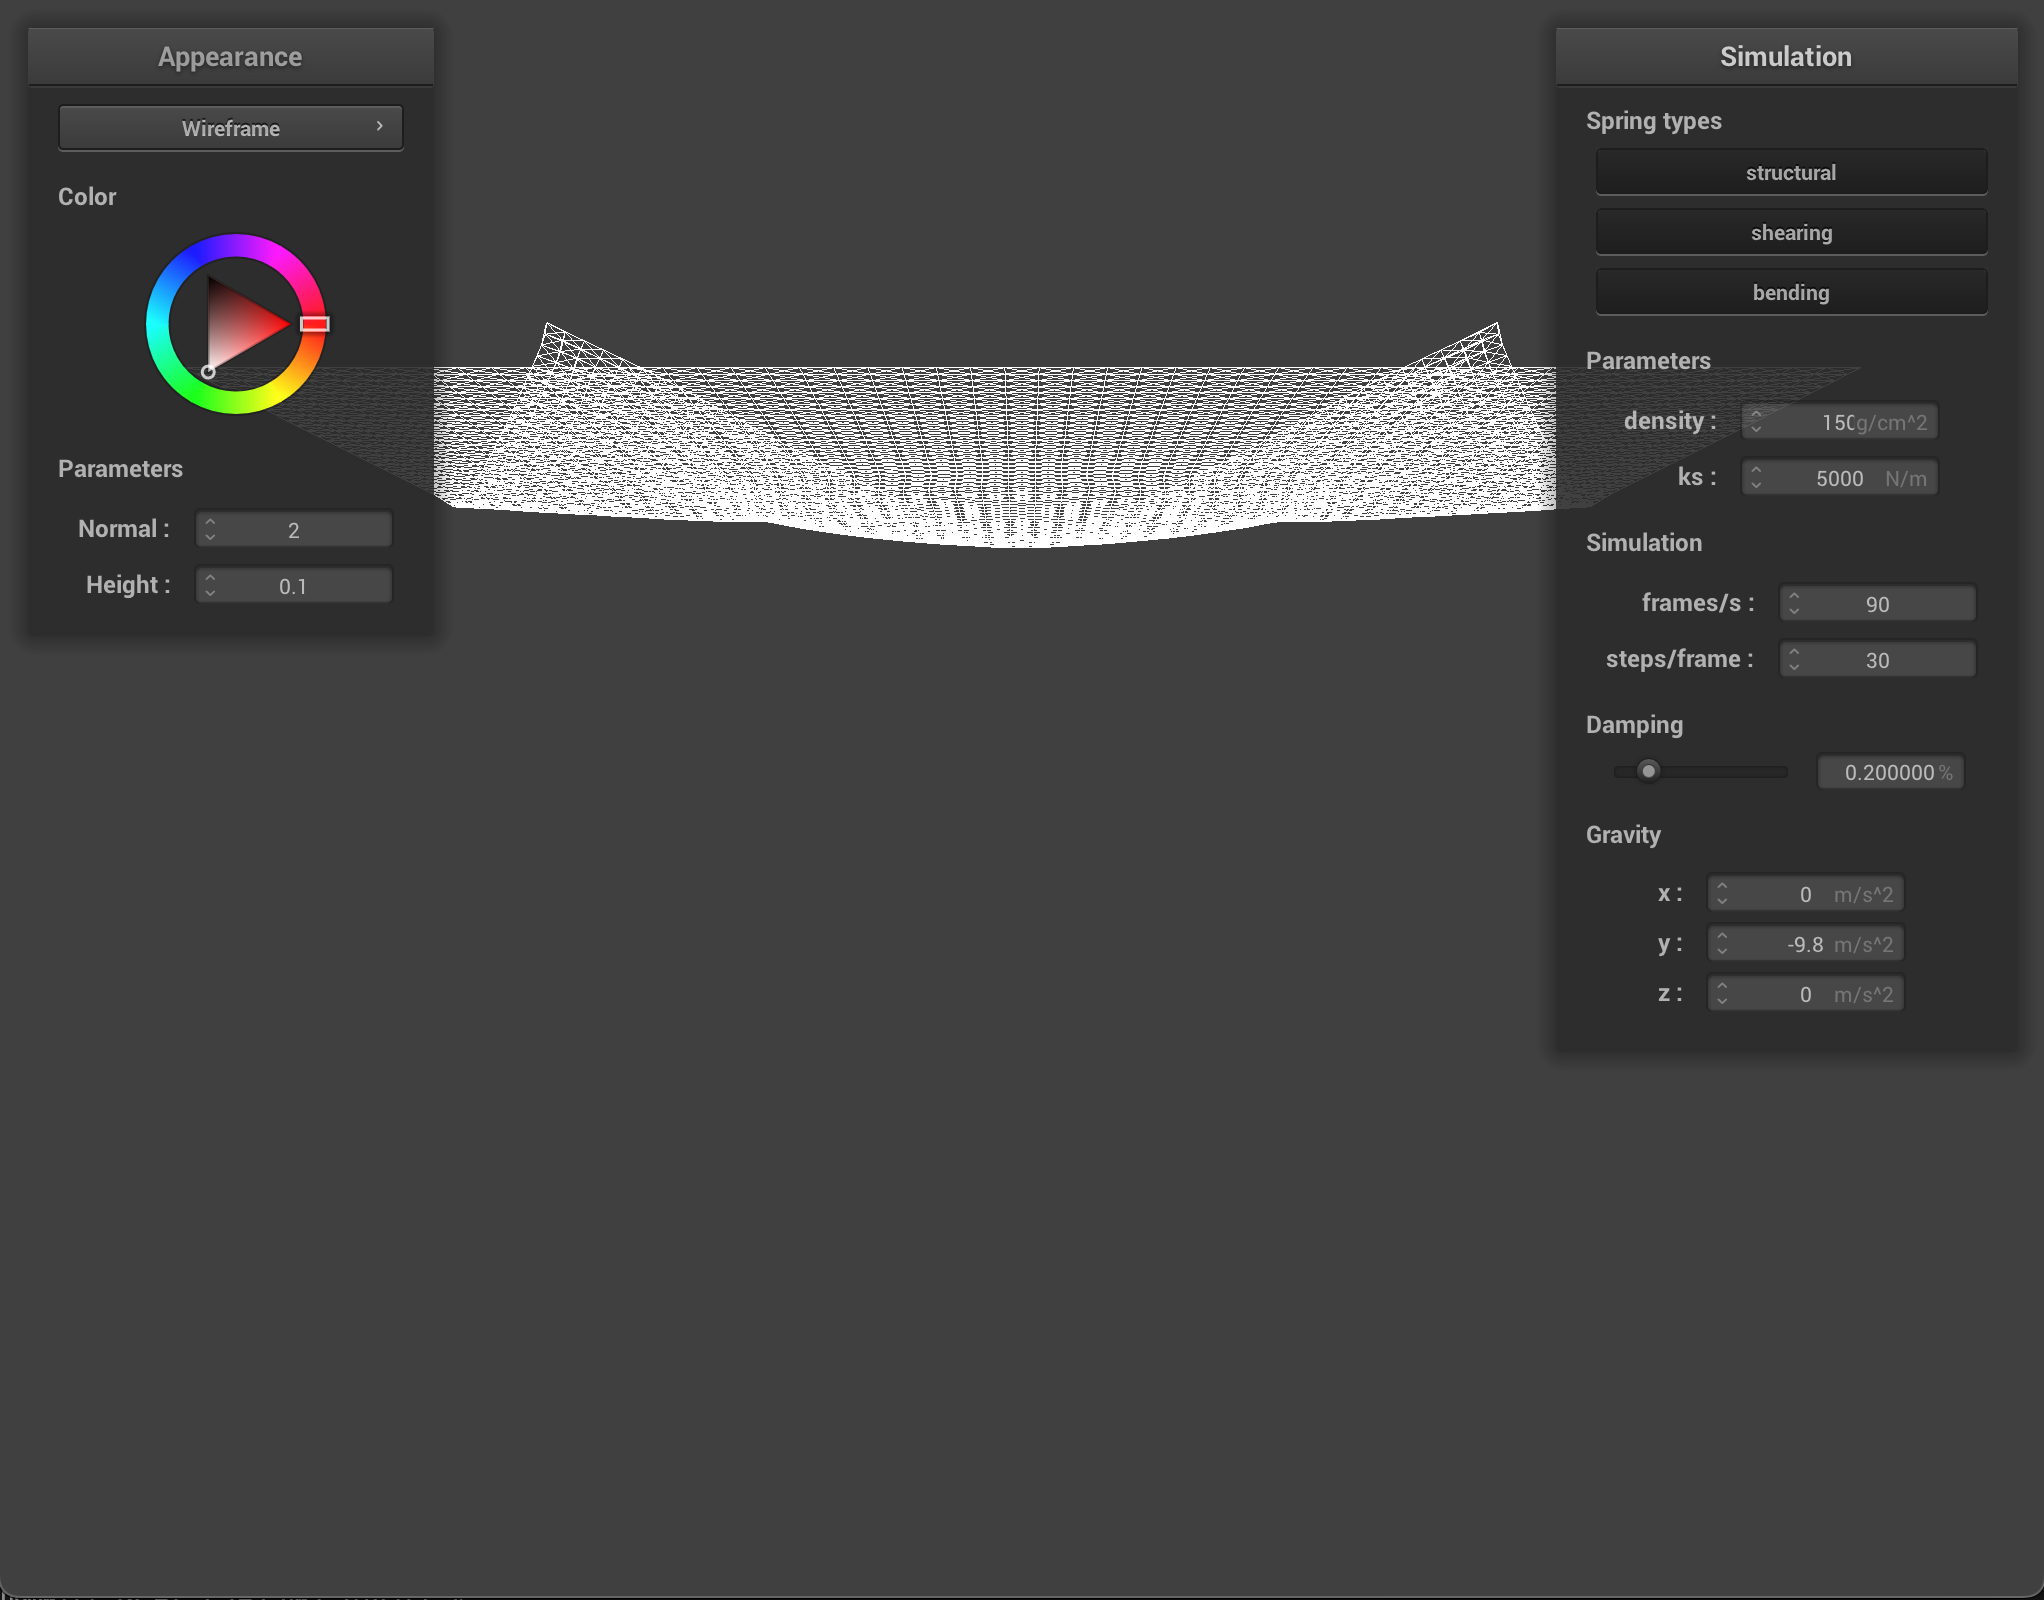 Appearance
Wireframe
Color
Parameters
Normal : 2
Height : 0.1
Simulation
Spring types
structural
shearing
bending
Parameters
density : 150 g/cm^2
ks : 5000 N/m
Simulation
frames/s : 90
steps/frame : 30
Damping
0.200000 %
Gravity
x : 0 m/s^2
y : -9.8 m/s^2
z : 0 m/s^2